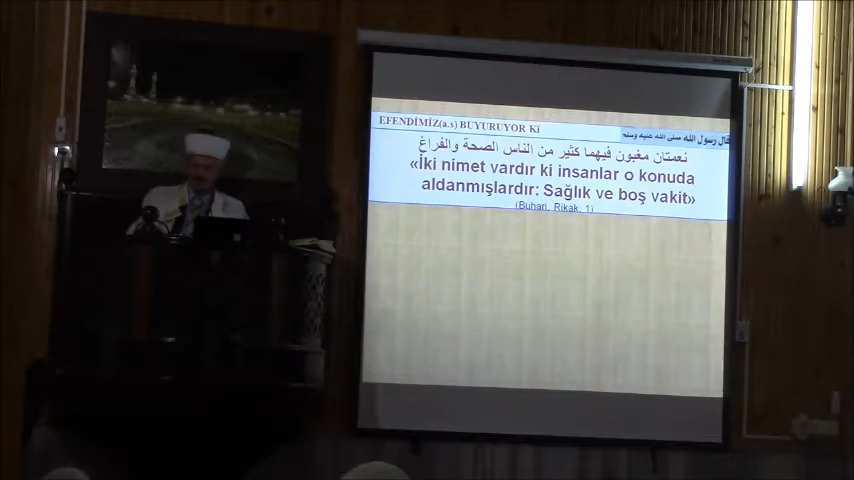 EFENDİMİZ(a.s) BUYURUYOR Kİ
قال رسول الله صلى الله عليه وسلم
نعمتان مغبون فيهما كثير من الناس الصحة والفراغ
«İki nimet vardır ki insanlar o konuda
aldanmışlardır: Sağlık ve boş vakit»
(Buhari, Rikak, 1)